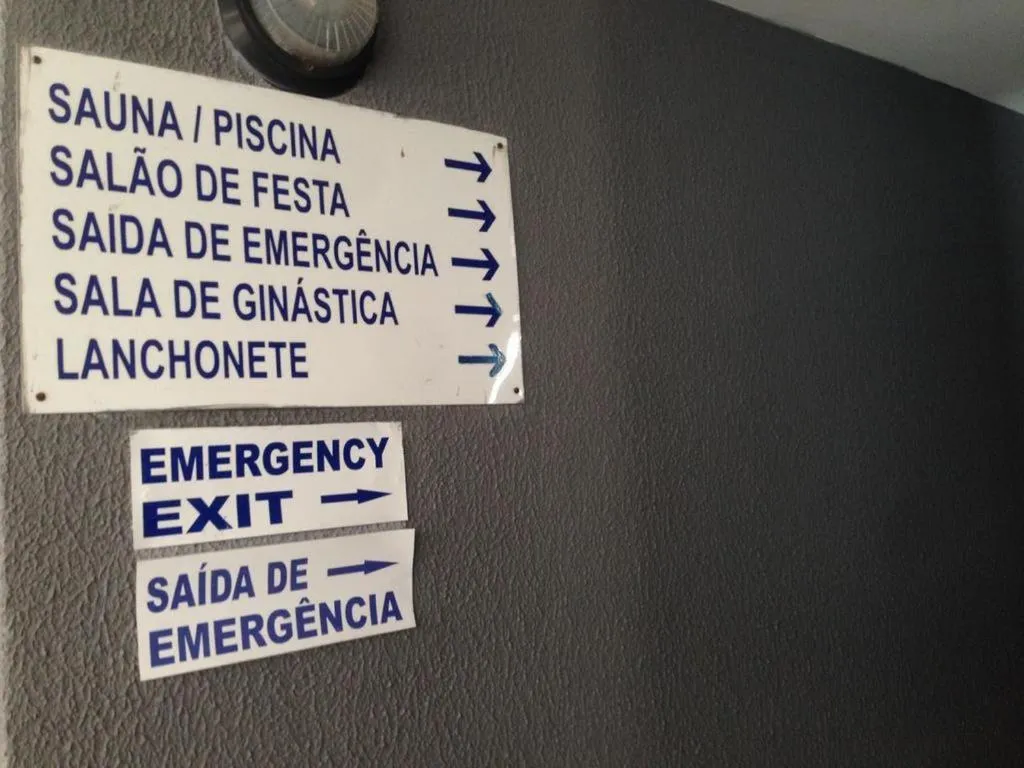 SAUNA / PISCINA →
SALÃO DE FESTA →
SAIDA DE EMERGÊNCIA →
SALA DE GINÁSTICA →
LANCHONETE →
EMERGENCY
EXIT →
SAÍDA DE →
EMERGÊNCIA